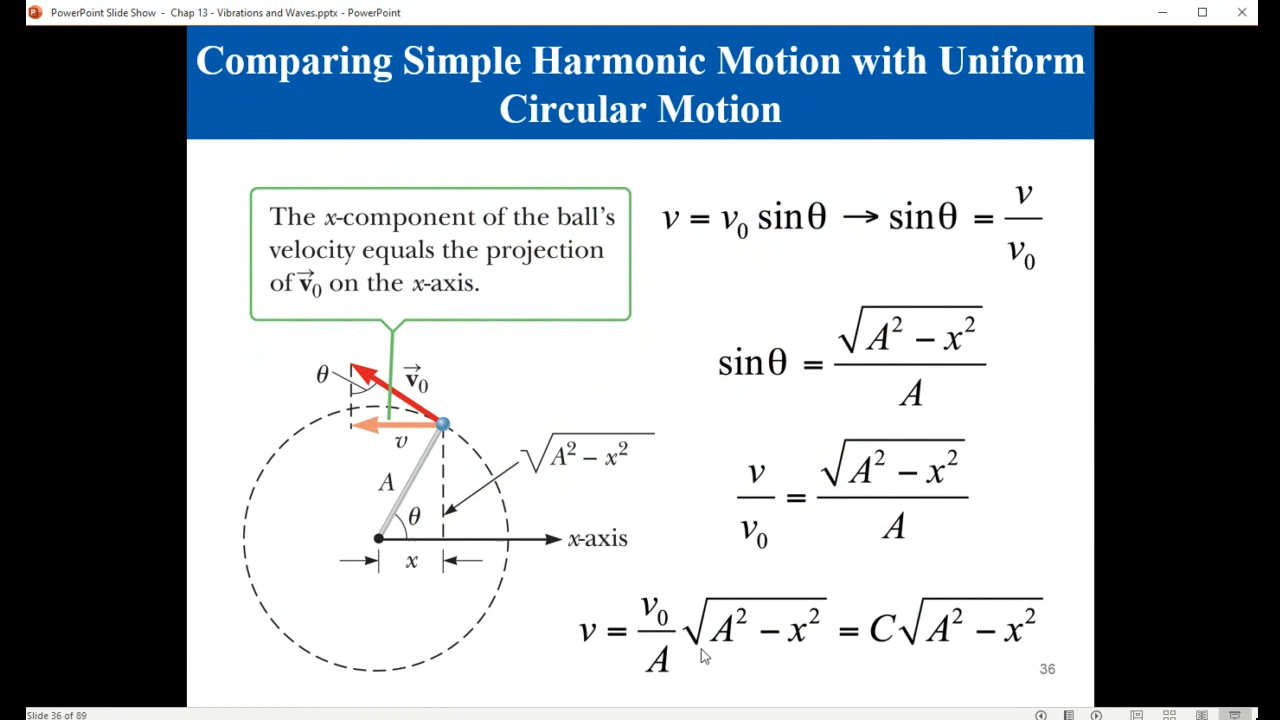 PowerPoint Slide Show - Chap 13 - Vibrations and Waves.pptx - PowerPoint
Comparing Simple Harmonic Motion with Uniform
Circular Motion
The x-component of the ball's
velocity equals the projection
of v⃗₀ on the x-axis.
v = v₀ sinθ → sinθ = v/v₀
sinθ = √(A² − x²)/A
v/v₀ = √(A² − x²)/A
v = v₀/A √(A² − x²) = C√(A² − x²)
θ
v⃗₀
v
√(A² − x²)
A
θ
x-axis
x
36
Slide 36 of 89